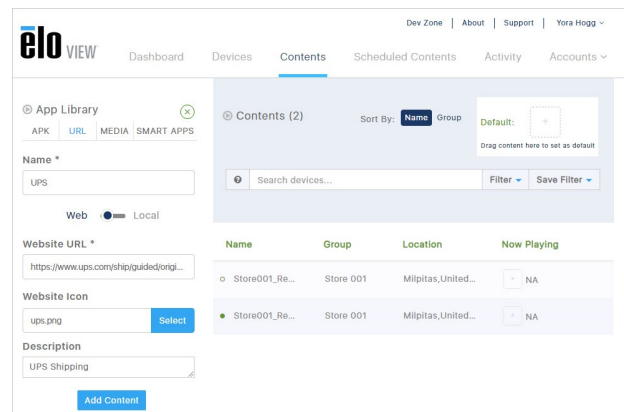 Dev Zone | About | Support | Yora Hogg
ēlo VIEW
Dashboard Devices Contents Scheduled Contents Activity Accounts
App Library
APK URL MEDIA SMART APPS
Name *
UPS
Web Local
Website URL *
https://www.ups.com/ship/guided/origi...
Website Icon
ups.png Select
Description
UPS Shipping
Add Content
Contents (2) Sort By: Name Group
Default: +
Drag content here to set as default
Search devices... Filter Save Filter
Name Group Location Now Playing
Store001_Re... Store 001 Milpitas,United... NA
Store001_Re... Store 001 Milpitas,United... NA